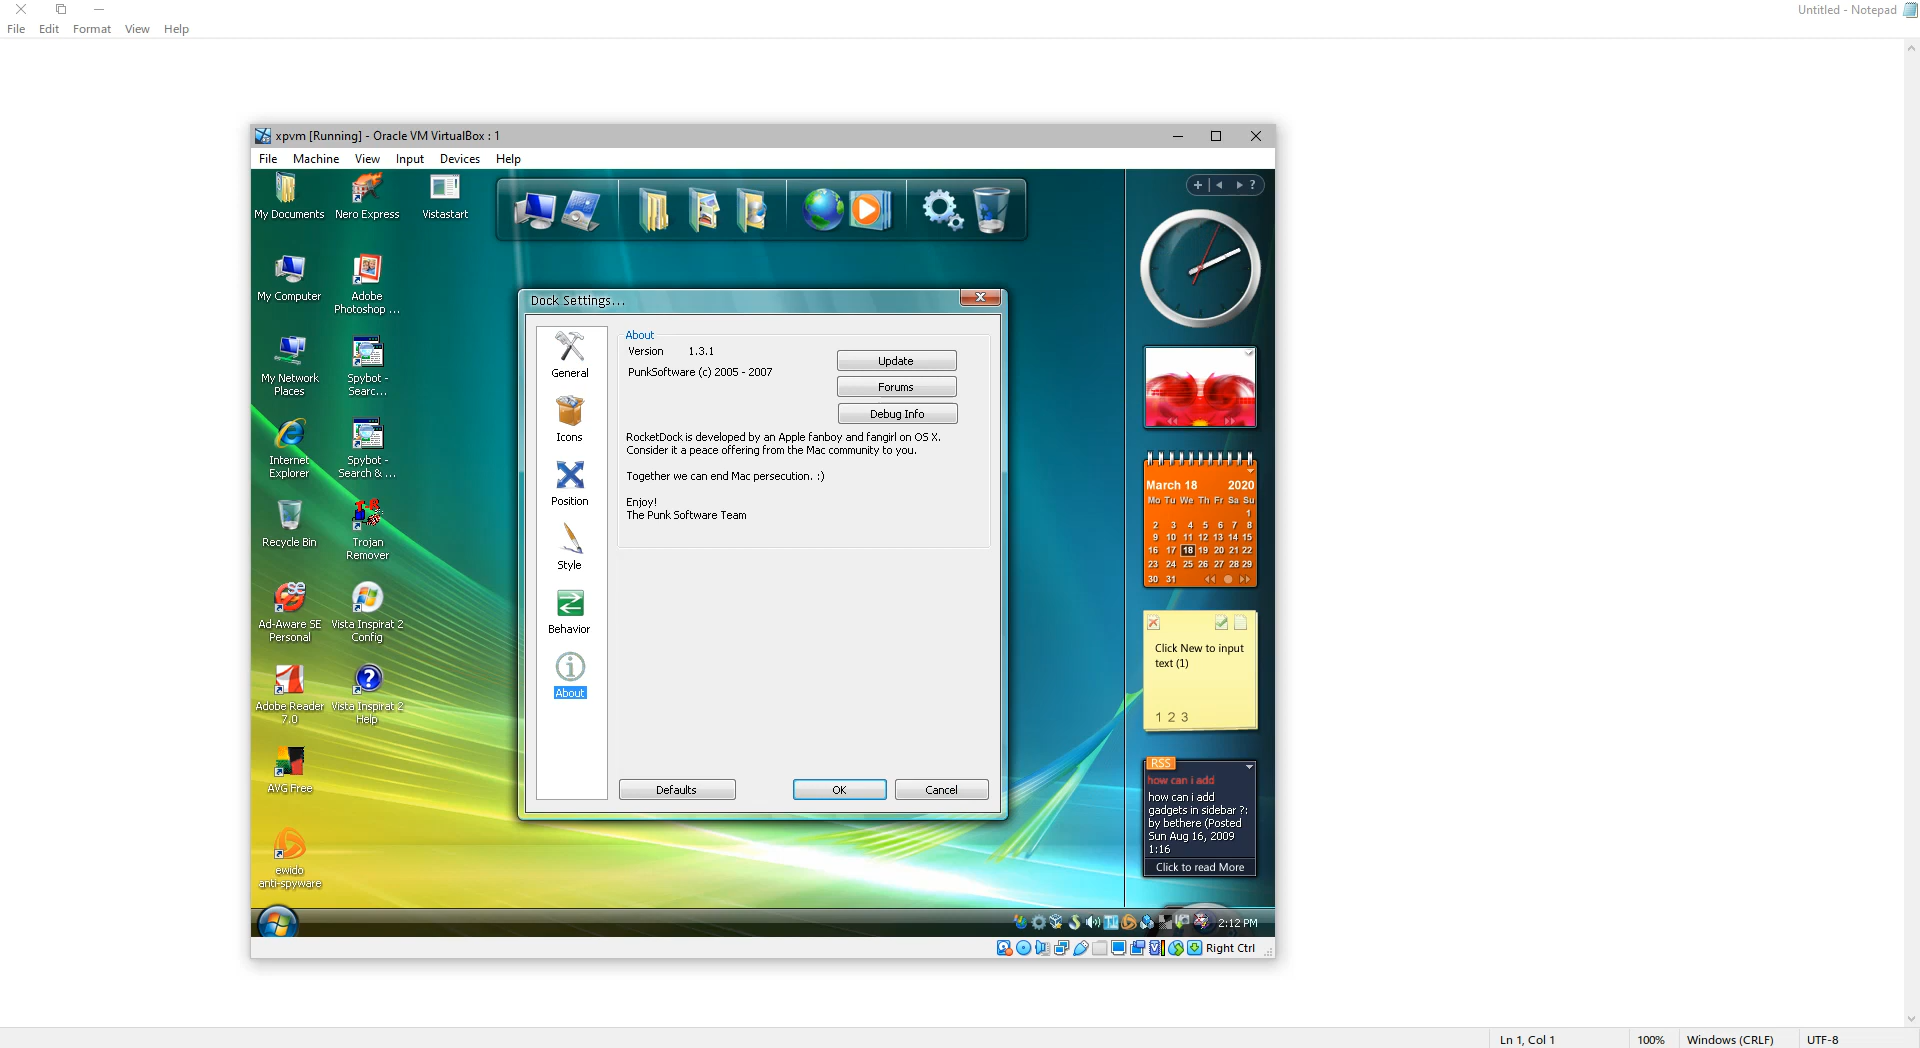 Untitled - Notepad
File Edit Format View Help
xpvm [Running] - Oracle VM VirtualBox : 1
File Machine View Input Devices Help
My Documents
Nero Express
Vistastart
My Computer
Adobe
Photoshop ...
My Network
Places
Spybot -
Searc...
Internet
Explorer
Spybot -
Search & ...
Recycle Bin
Trojan
Remover
Ad-Aware SE
Personal
Vista Inspirat 2
Config
Adobe Reader
7.0
Vista Inspirat 2
Help
AVG Free
ewido
anti-spyware
Dock Settings...
General
Icons
Position
Style
Behavior
About
About
Version 1.3.1
PunkSoftware (c) 2005 - 2007
Update
Forums
Debug Info
RocketDock is developed by an Apple fanboy and fangirl on OS X.
Consider it a peace offering from the Mac community to you.
Together we can end Mac persecution. :)
Enjoy!
The Punk Software Team
Defaults
OK
Cancel
+ ?
March 18 2020
Mo Tu We Th Fr Sa Su
1
2 3 4 5 6 7 8
9 10 11 12 13 14 15
16 17 18 19 20 21 22
23 24 25 26 27 28 29
30 31
Click New to input
text (1)
1 2 3
RSS
how can i add
how can i add
gadgets in sidebar ?:
by bethere (Posted
Sun Aug 16, 2009
1:16
Click to read More
2:12 PM
Right Ctrl
Ln 1, Col 1
100%
Windows (CRLF)
UTF-8